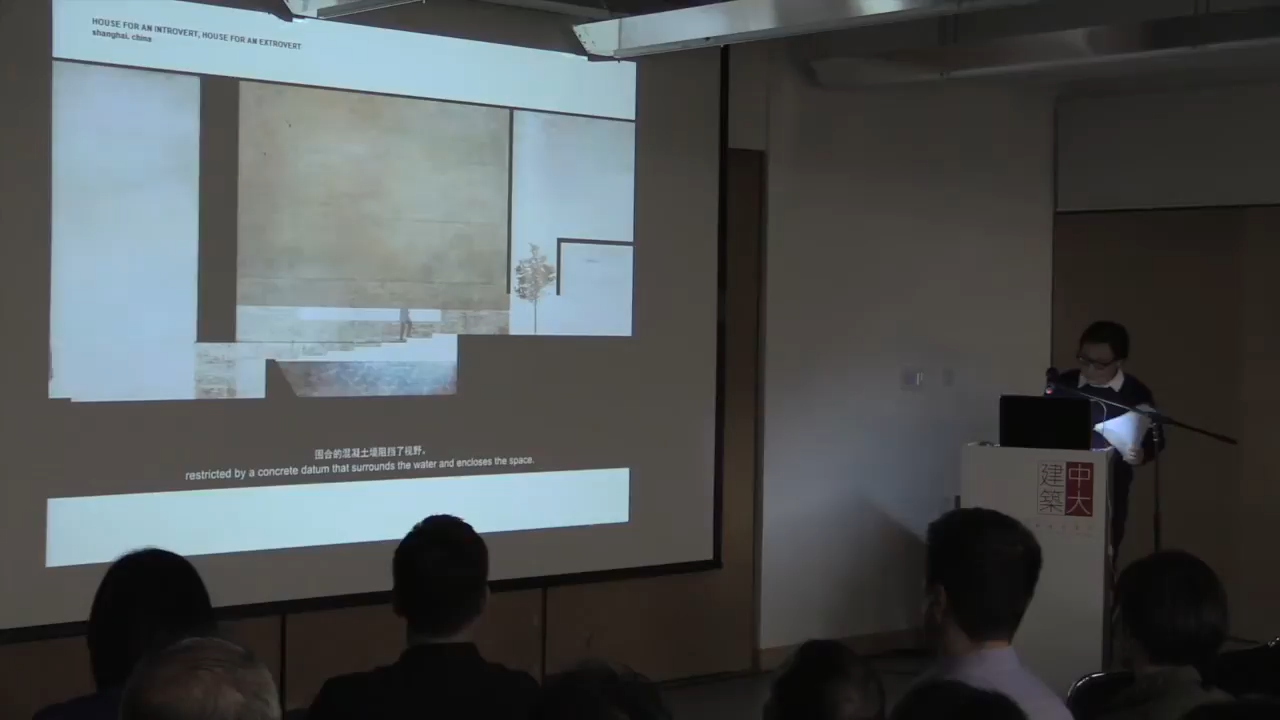 HOUSE FOR AN INTROVERT, HOUSE FOR AN EXTROVERT
shanghai, china
围合的混凝土墙阻挡了视野。
restricted by a concrete datum that surrounds the water and encloses the space.
建中
築大